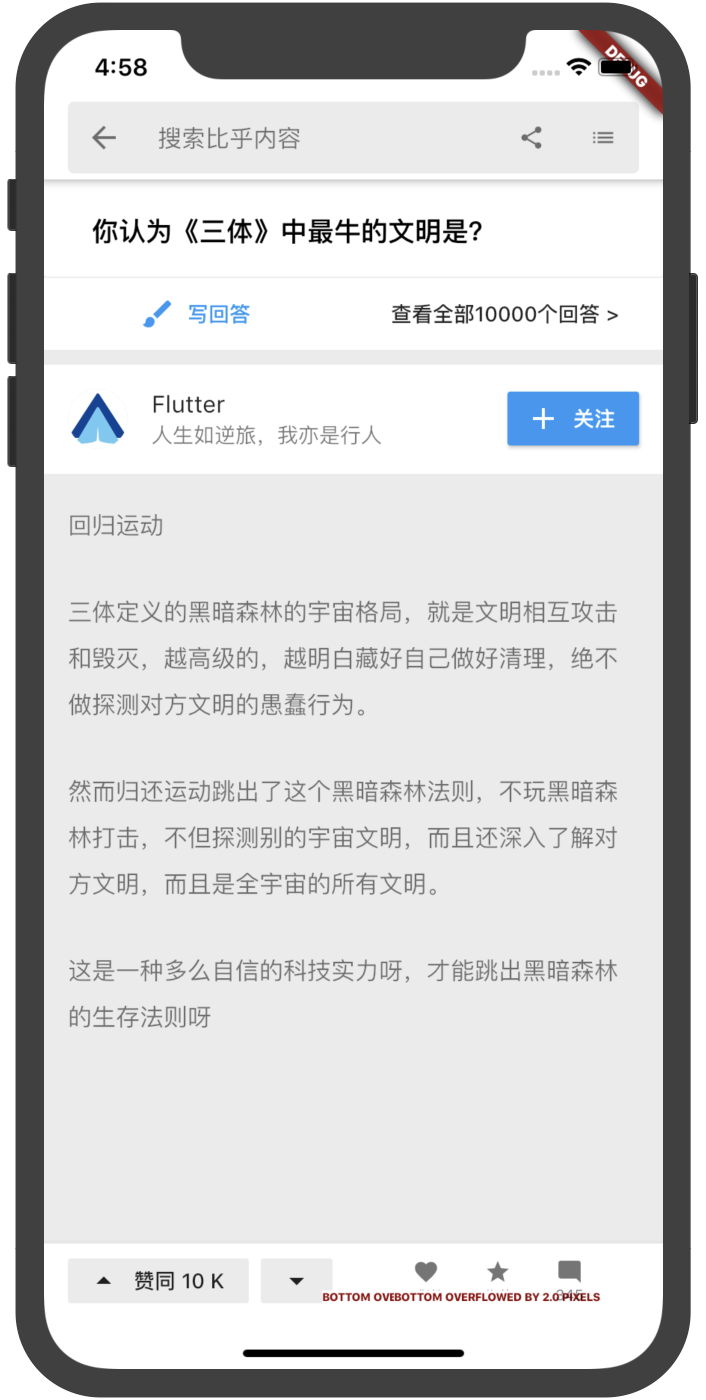 4:58
DEBUG
搜索比乎内容
你认为《三体》中最牛的文明是?
写回答
查看全部10000个回答 >
Flutter
人生如逆旅，我亦是行人
关注
回归运动
三体定义的黑暗森林的宇宙格局，就是文明相互攻击
和毁灭，越高级的，越明白藏好自己做好清理，绝不
做探测对方文明的愚蠢行为。
然而归还运动跳出了这个黑暗森林法则，不玩黑暗森
林打击，不但探测别的宇宙文明，而且还深入了解对
方文明，而且是全宇宙的所有文明。
这是一种多么自信的科技实力呀，才能跳出黑暗森林
的生存法则呀
赞同 10 K
BOTTOM OVEBOTTOM OVERFLOWED BY 2.0 PIXELS